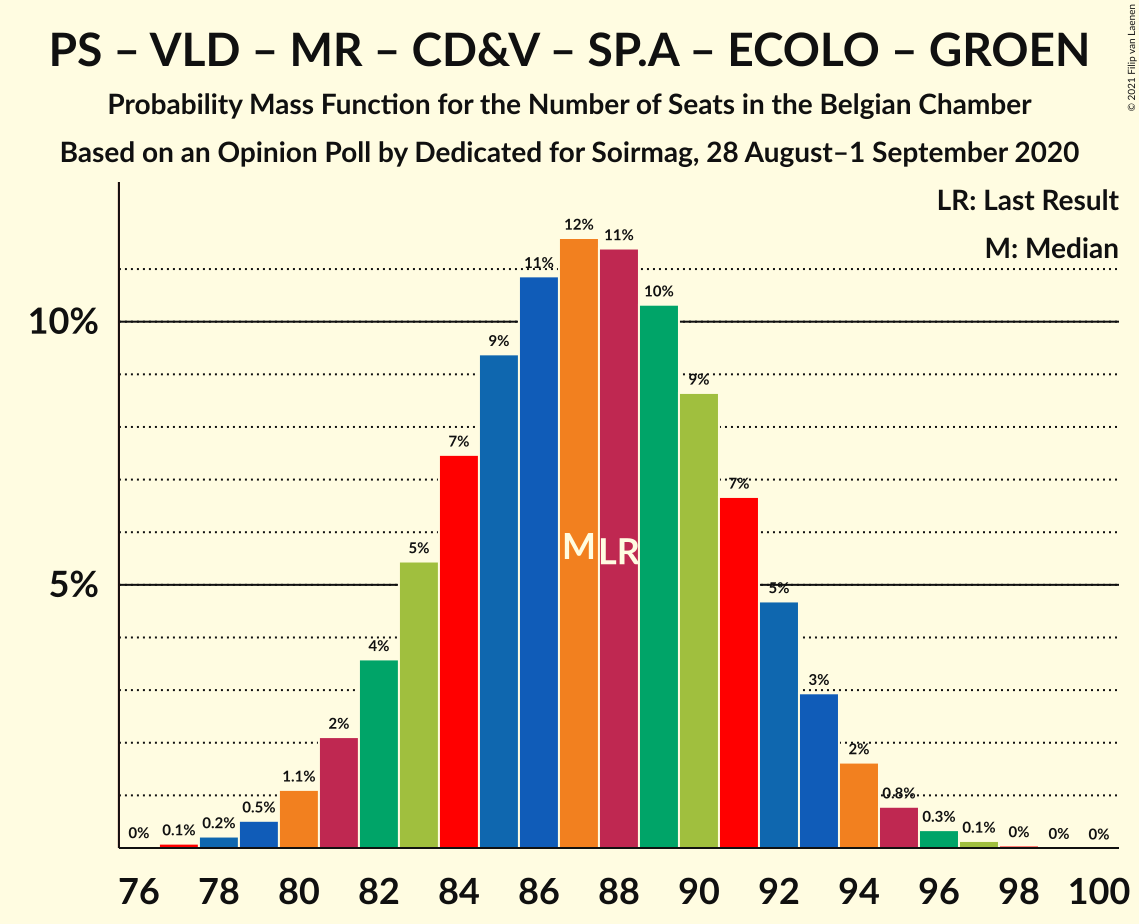 PS – VLD – MR – CD&V – SP.A – ECOLO – GROEN
Probability Mass Function for the Number of Seats in the Belgian Chamber
Based on an Opinion Poll by Dedicated for Soirmag, 28 August–1 September 2020
© 2021 Filip van Laenen
LR: Last Result
M: Median
10%
5%
0% 0.1% 0.2% 0.5% 1.1% 2% 4% 5% 7% 9% 11% 12% 11% 10% 9% 7% 5% 3% 2% 0.8% 0.3% 0.1% 0% 0% 0%
M LR
76 78 80 82 84 86 88 90 92 94 96 98 100